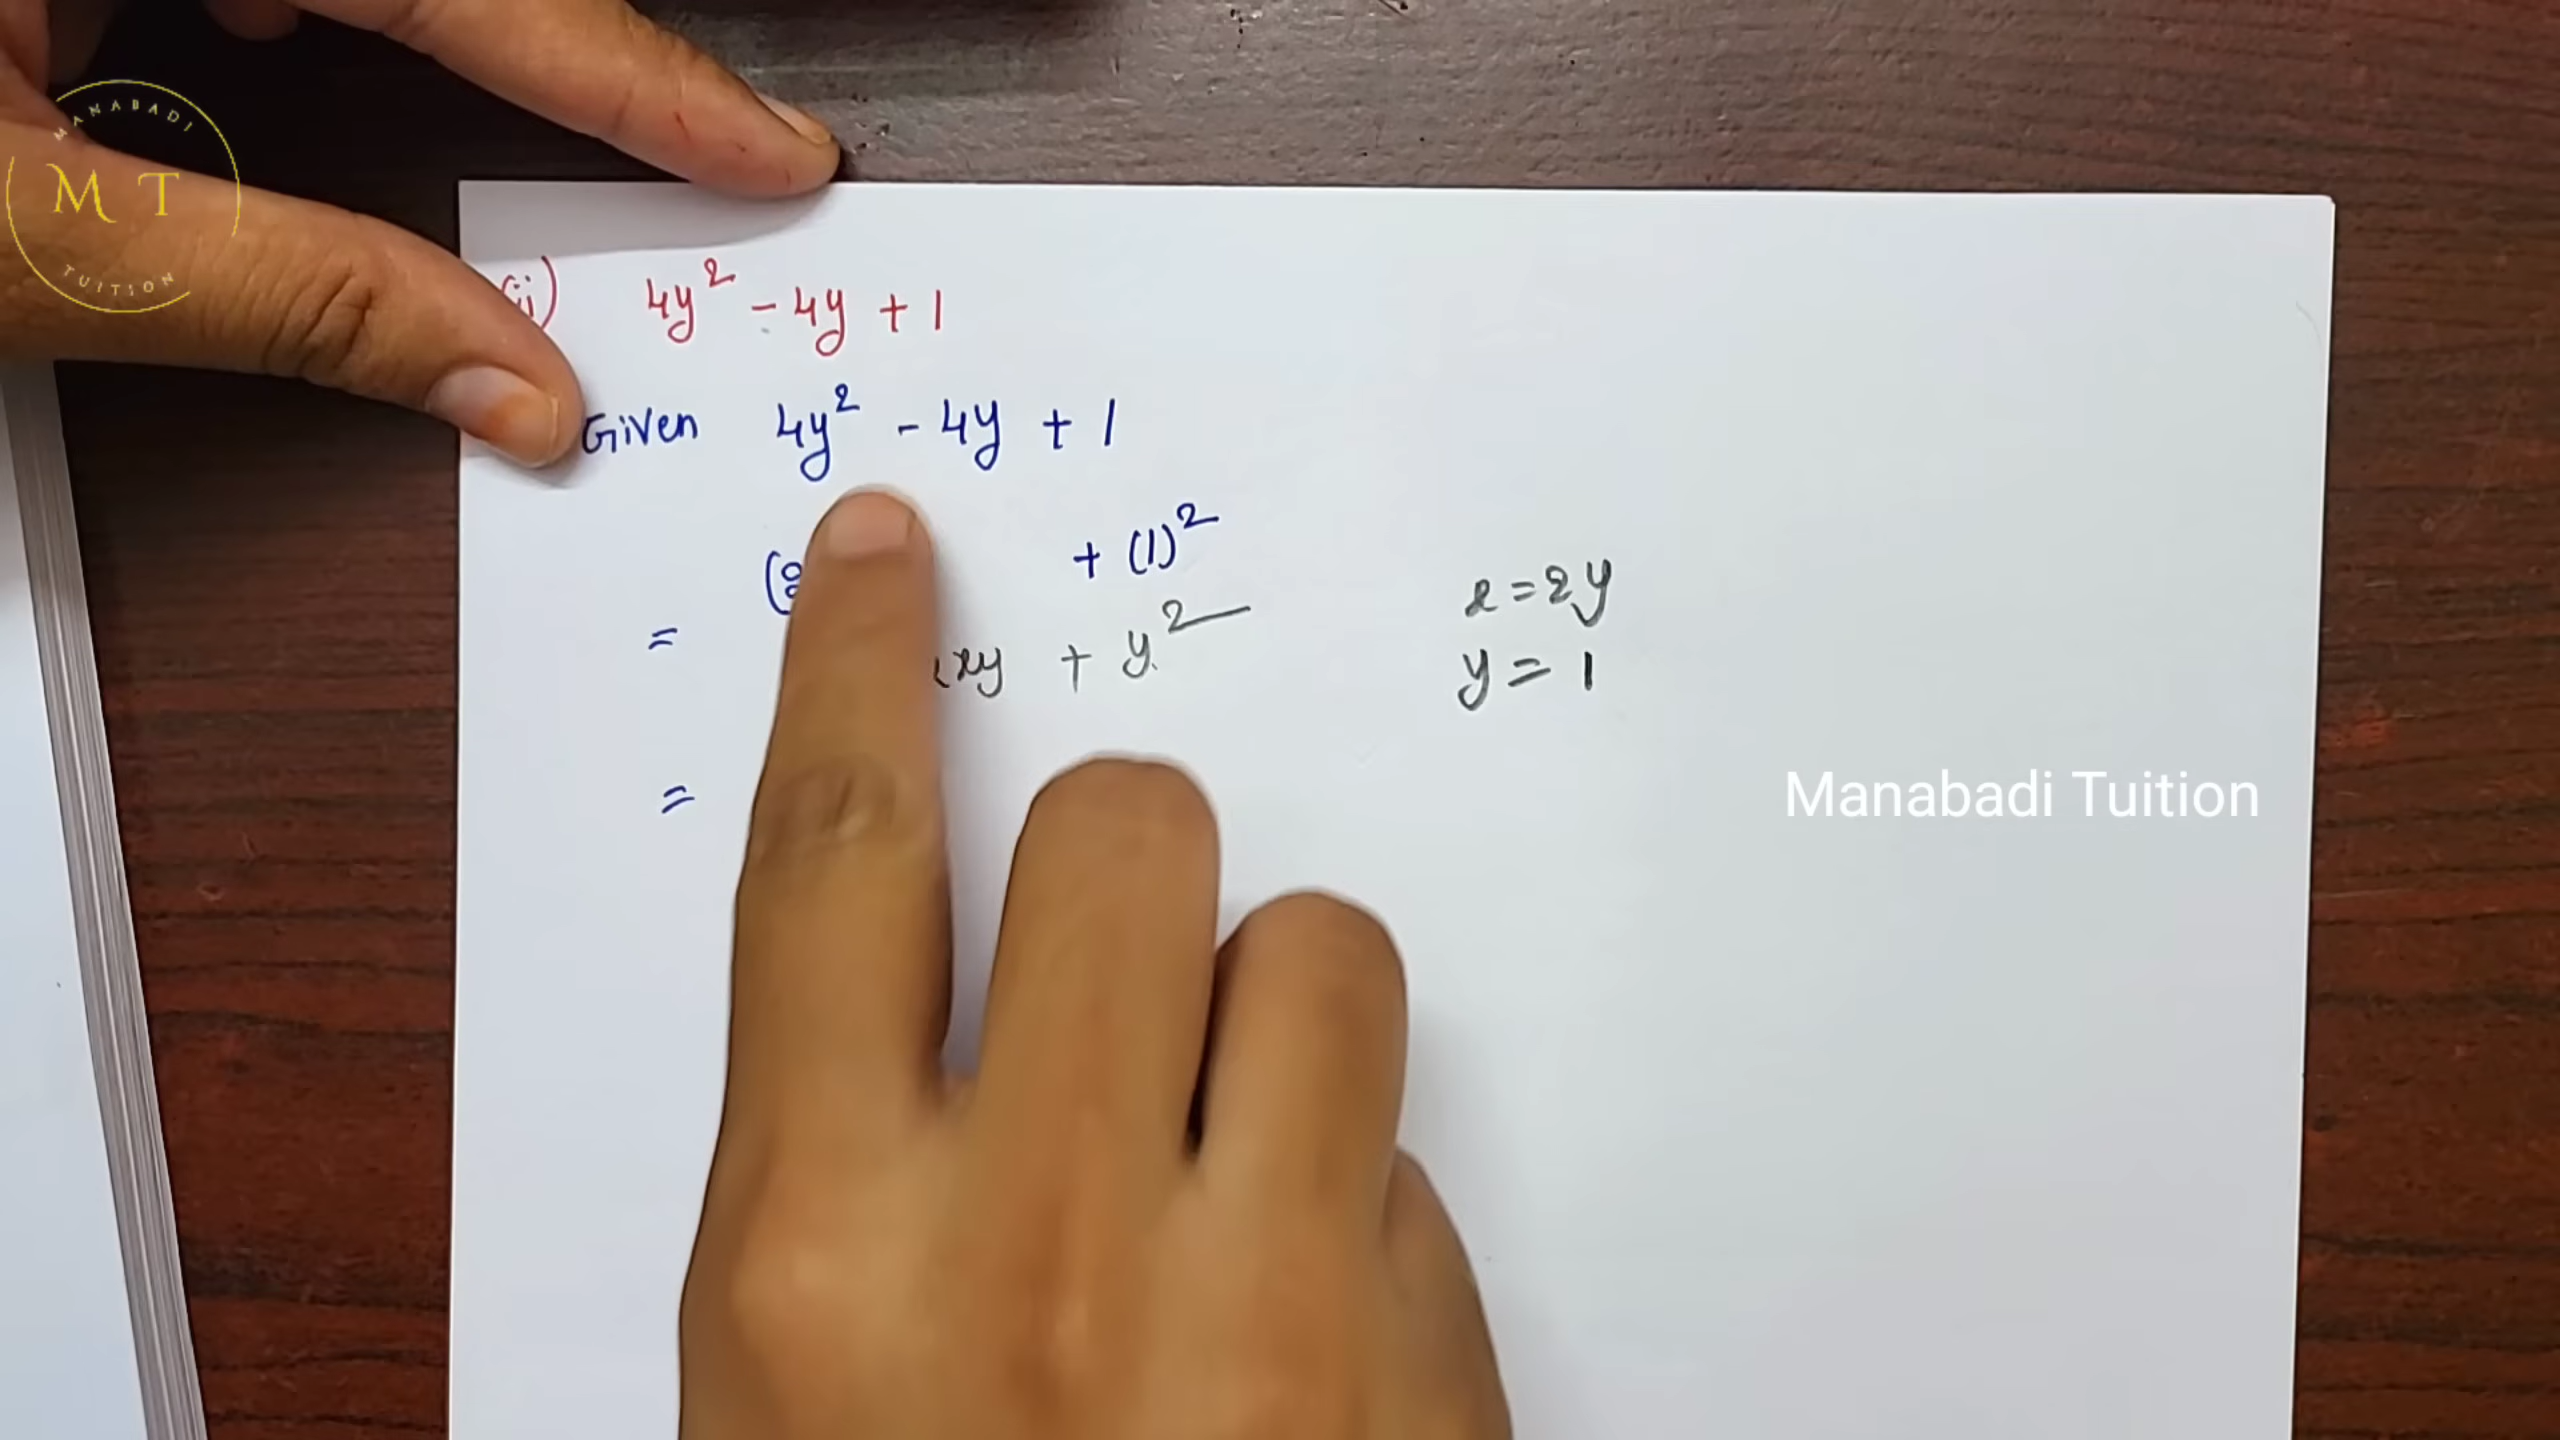 MANABADI
M T
TUITION
(ii) 4y² - 4y + 1
Given 4y² - 4y + 1
+ (1)²
= xy + y²
x = 2y
y = 1
=
Manabadi Tuition